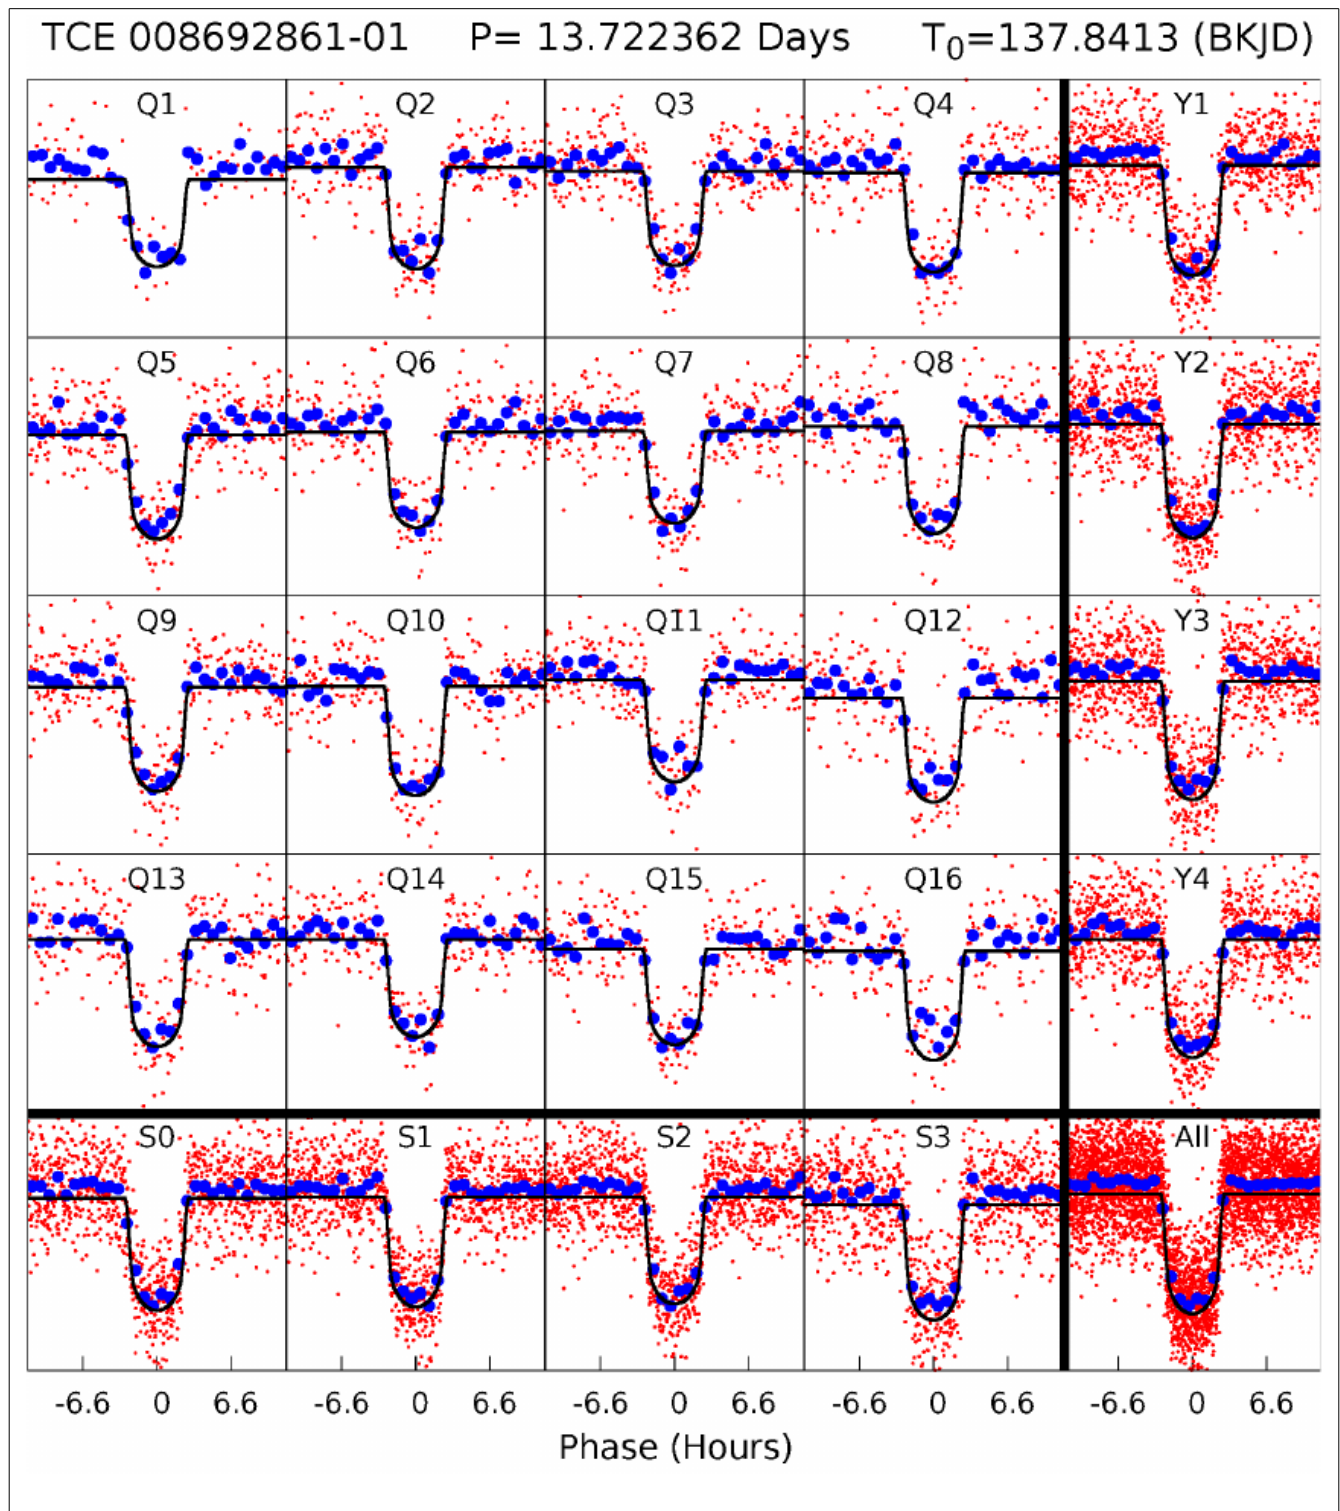 TCE 008692861-01 P= 13.722362 Days T0=137.8413 (BKJD)
Q1 Q2 Q3 Q4 Y1
Q5 Q6 Q7 Q8 Y2
Q9 Q10 Q11 Q12 Y3
Q13 Q14 Q15 Q16 Y4
S0 S1 S2 S3 All
-6.6 0 6.6 -6.6 0 6.6 -6.6 0 6.6 -6.6 0 6.6 -6.6 0 6.6
Phase (Hours)